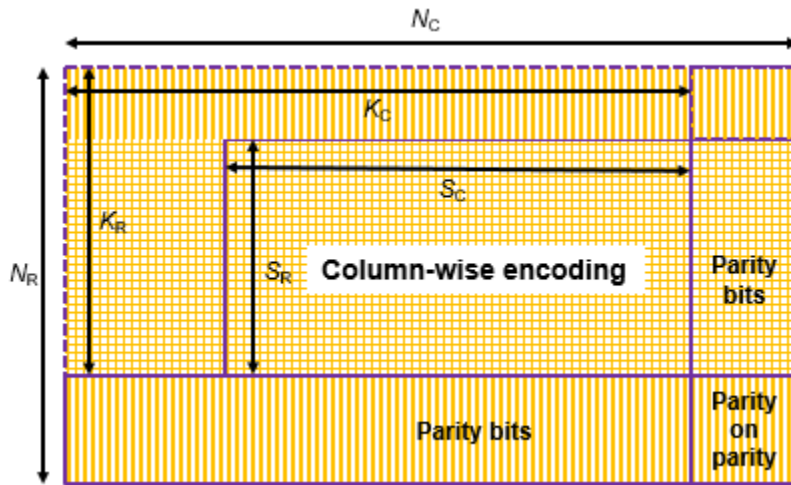 N_C
K_C
S_C
K_R
N_R
S_R
Column-wise encoding
Parity
bits
Parity bits
Parity
on
parity